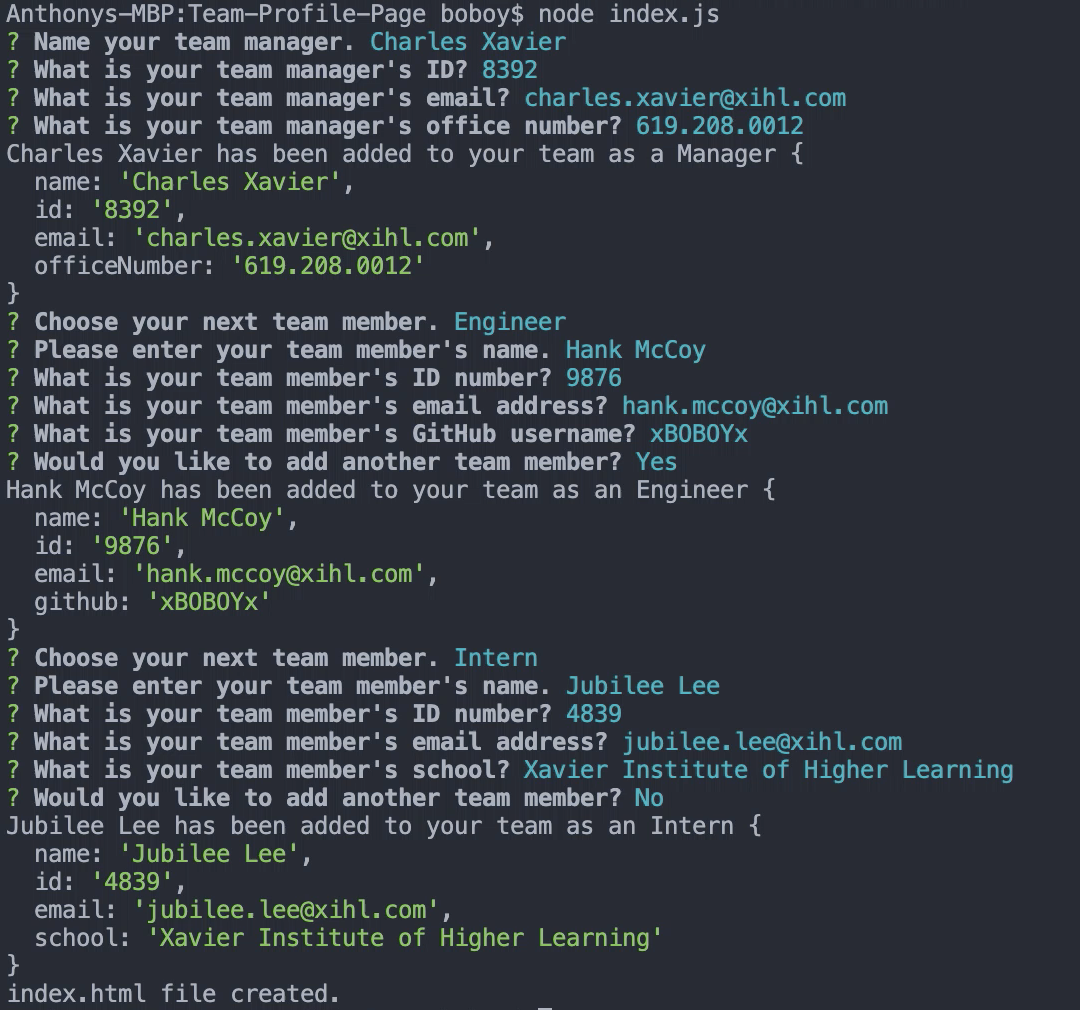 Anthonys-MBP:Team-Profile-Page boboy$ node index.js
? Name your team manager. Charles Xavier
? What is your team manager's ID? 8392
? What is your team manager's email? charles.xavier@xihl.com
? What is your team manager's office number? 619.208.0012
Charles Xavier has been added to your team as a Manager {
  name: 'Charles Xavier',
  id: '8392',
  email: 'charles.xavier@xihl.com',
  officeNumber: '619.208.0012'
}
? Choose your next team member. Engineer
? Please enter your team member's name. Hank McCoy
? What is your team member's ID number? 9876
? What is your team member's email address? hank.mccoy@xihl.com
? What is your team member's GitHub username? xBOBOYx
? Would you like to add another team member? Yes
Hank McCoy has been added to your team as an Engineer {
  name: 'Hank McCoy',
  id: '9876',
  email: 'hank.mccoy@xihl.com',
  github: 'xBOBOYx'
}
? Choose your next team member. Intern
? Please enter your team member's name. Jubilee Lee
? What is your team member's ID number? 4839
? What is your team member's email address? jubilee.lee@xihl.com
? What is your team member's school? Xavier Institute of Higher Learning
? Would you like to add another team member? No
Jubilee Lee has been added to your team as an Intern {
  name: 'Jubilee Lee',
  id: '4839',
  email: 'jubilee.lee@xihl.com',
  school: 'Xavier Institute of Higher Learning'
}
index.html file created.